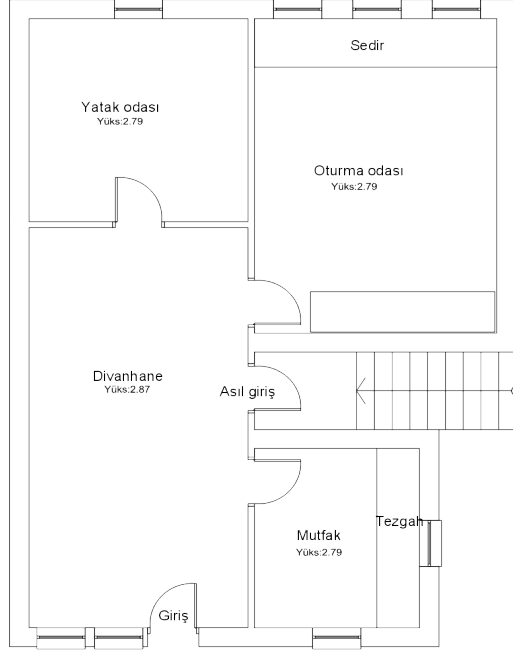 Sedir
Yatak odası
Yüks:2.79
Oturma odası
Yüks:2.79
Divanhane
Yüks:2.87
Asıl giriş
Tezgah
Mutfak
Yüks:2.79
Giriş